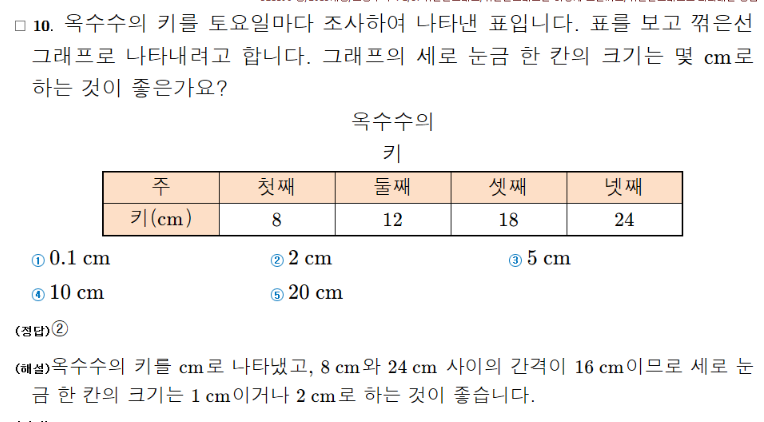 □ 10. 옥수수의 키를 토요일마다 조사하여 나타낸 표입니다. 표를 보고 꺾은선
그래프로 나타내려고 합니다. 그래프의 세로 눈금 한 칸의 크기는 몇 cm로
하는 것이 좋은가요?
옥수수의
키
주 첫째 둘째 셋째 넷째
키(cm) 8 12 18 24
① 0.1 cm ② 2 cm ③ 5 cm
④ 10 cm ⑤ 20 cm
(정답)②
(해설)옥수수의 키를 cm로 나타냈고, 8 cm와 24 cm 사이의 간격이 16 cm이므로 세로 눈
금 한 칸의 크기는 1 cm이거나 2 cm로 하는 것이 좋습니다.